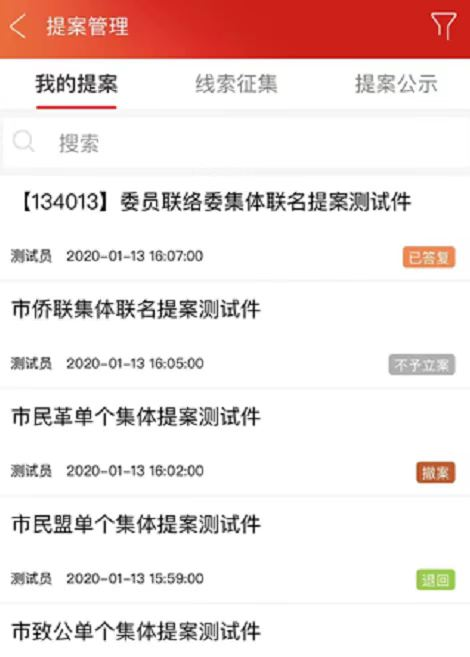 提案管理
我的提案 线索征集 提案公示
搜索
【134013】委员联络委集体联名提案测试件
测试员 2020-01-13 16:07:00 已答复
市侨联集体联名提案测试件
测试员 2020-01-13 16:05:00 不予立案
市民革单个集体提案测试件
测试员 2020-01-13 16:02:00 撤案
市民盟单个集体提案测试件
测试员 2020-01-13 15:59:00 退回
市致公单个集体提案测试件